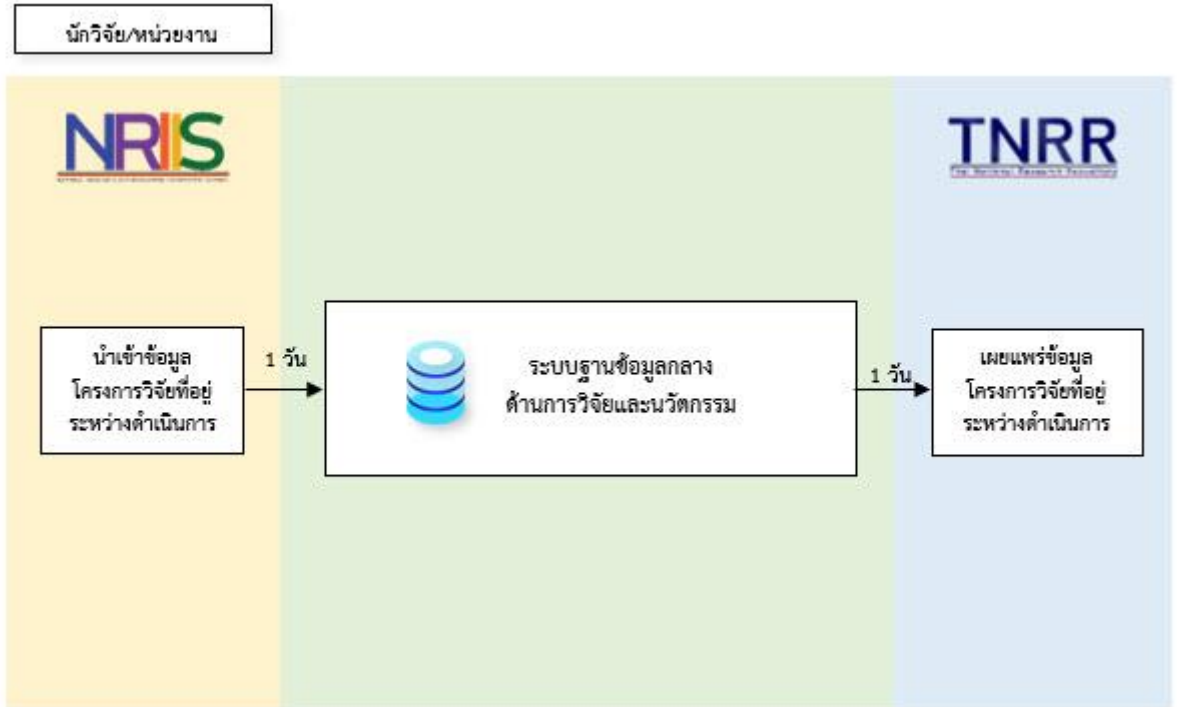 นักวิจัย/หน่วยงาน
NRIIS
TNRR
Thai National Research Repository
นำเข้าข้อมูล
โครงการวิจัยที่อยู่
ระหว่างดำเนินการ
1 วัน
ระบบฐานข้อมูลกลาง
ด้านการวิจัยและนวัตกรรม
1 วัน
เผยแพร่ข้อมูล
โครงการวิจัยที่อยู่
ระหว่างดำเนินการ